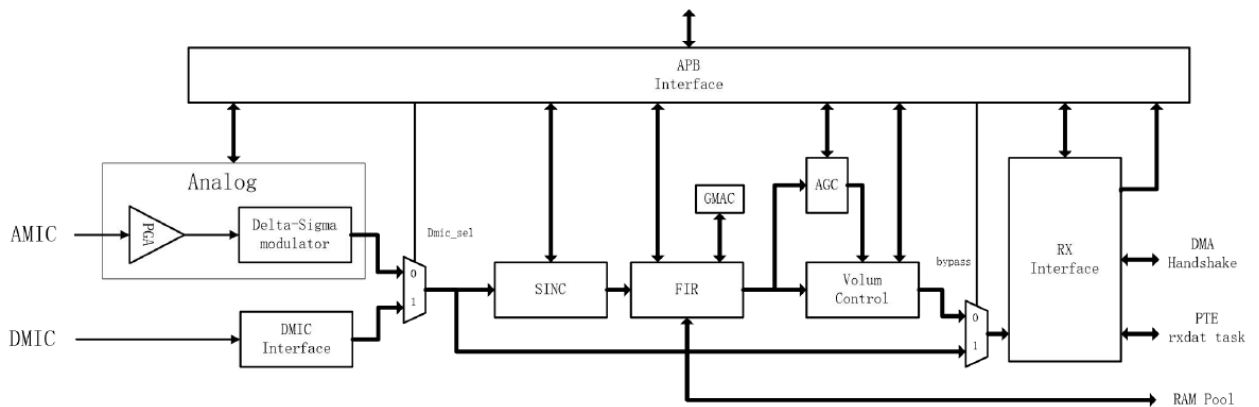 APB
Interface
Analog
AMIC
PGA
Delta-Sigma
modulator
Dmic_sel
0
1
DMIC
DMIC
Interface
SINC
FIR
GMAC
AGC
Volum
Control
bypass
0
1
RX
Interface
DMA
Handshake
PTE
rxdat task
RAM Pool